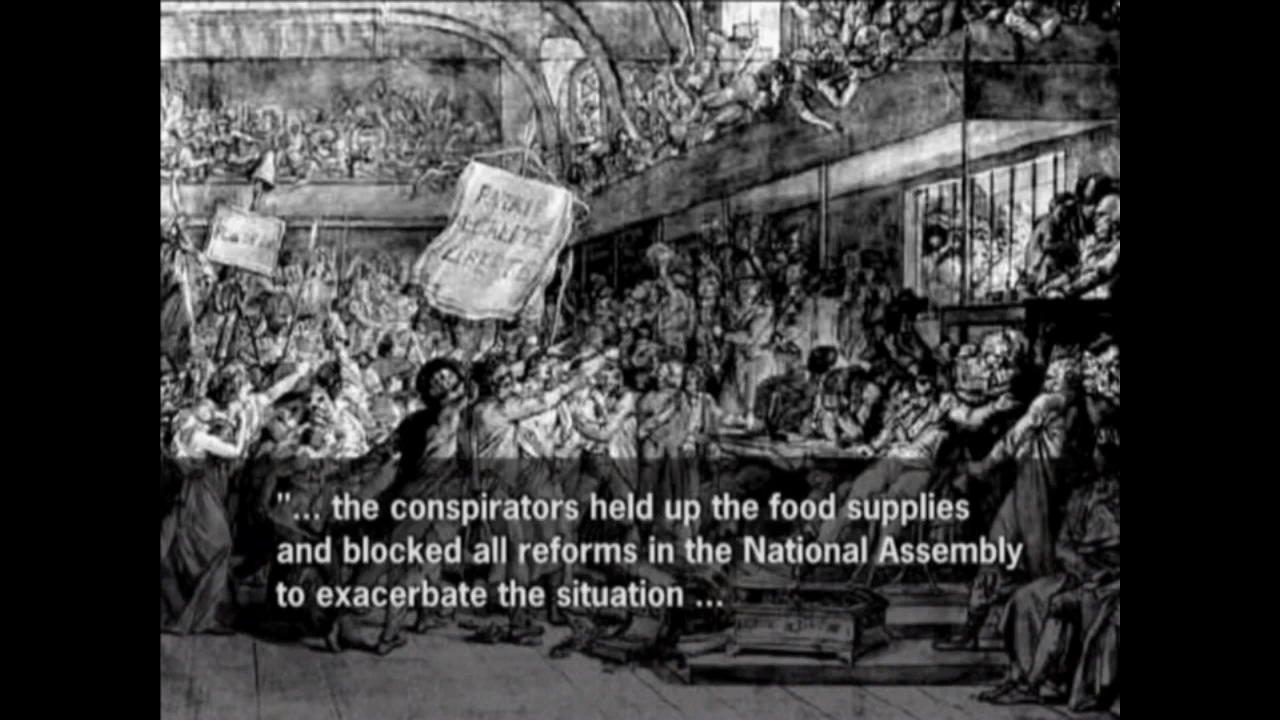 "... the conspirators held up the food supplies
and blocked all reforms in the National Assembly
to exacerbate the situation ...